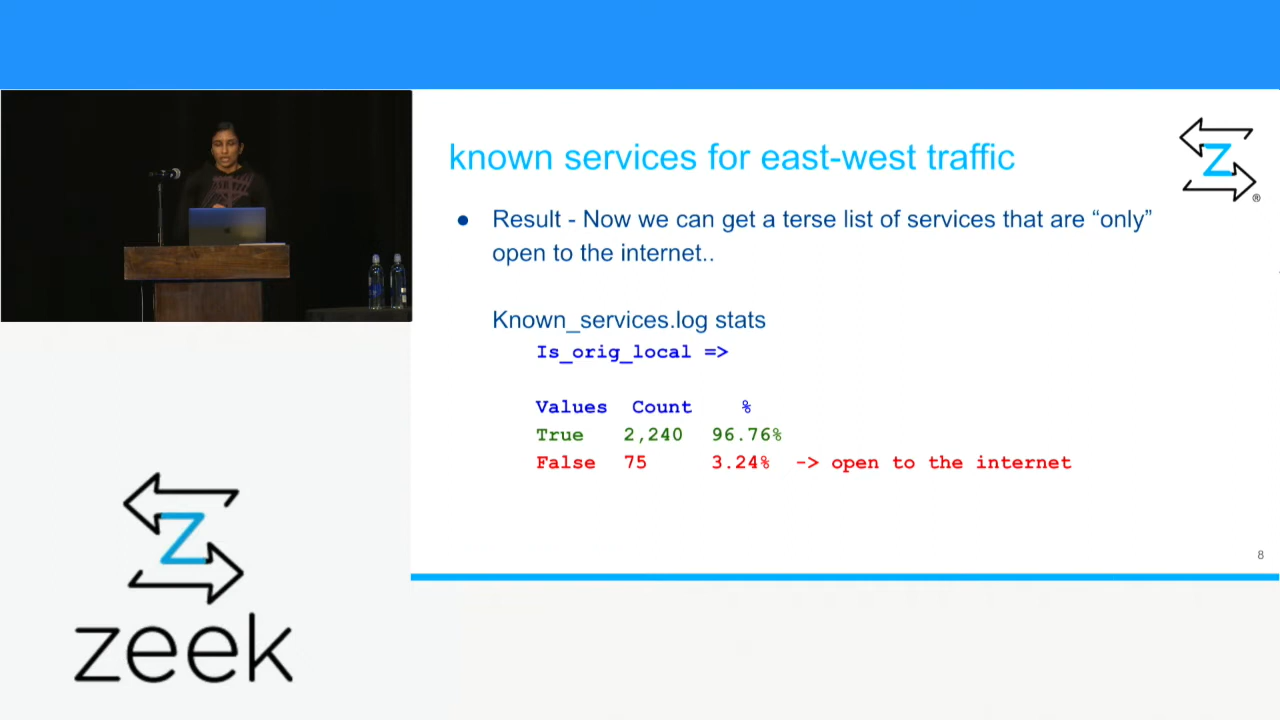 known services for east-west traffic
● Result - Now we can get a terse list of services that are “only”
open to the internet..
Known_services.log stats
Is_orig_local =>
Values Count %
True 2,240 96.76%
False 75 3.24% -> open to the internet
8
Z
®
Z
zeek